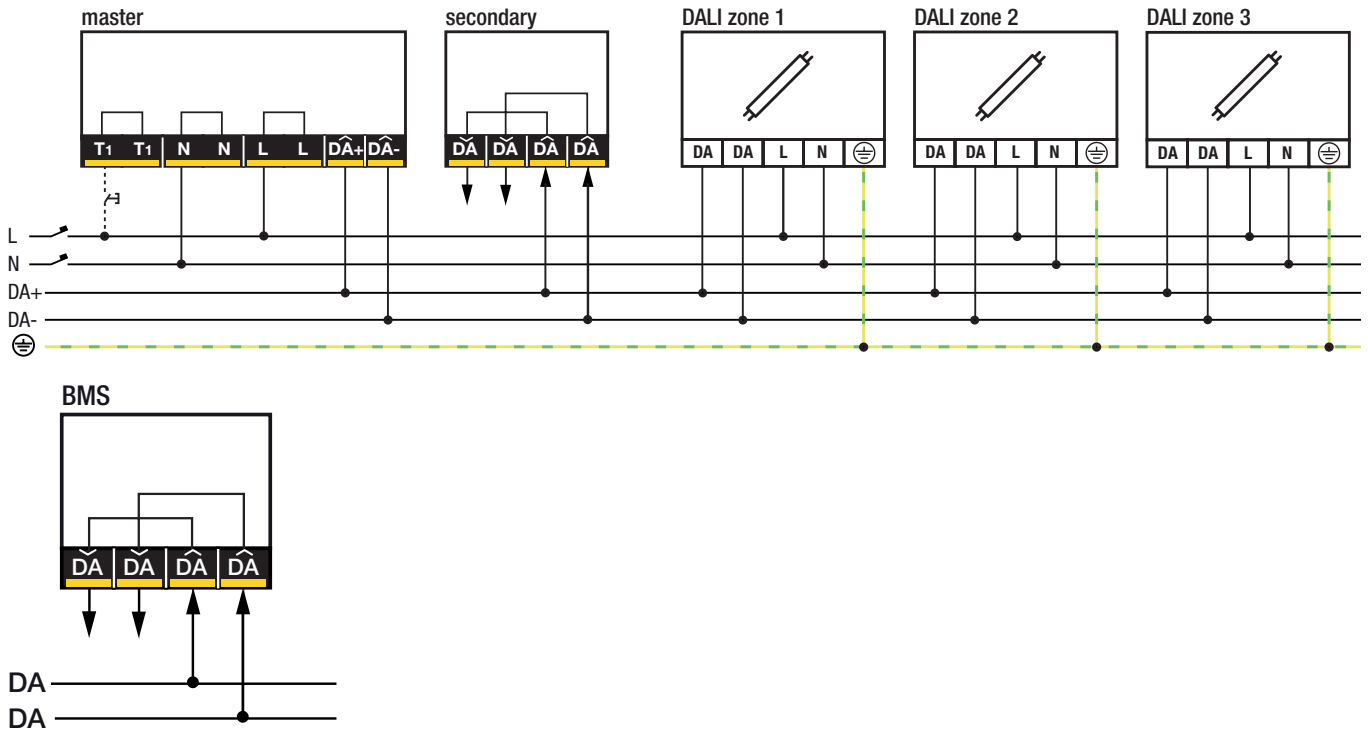 master secondary DALI zone 1 DALI zone 2 DALI zone 3
T1 T1 N N L L DA+ DA- DA DA DA DA DA DA L N DA DA L N DA DA L N
L
N
DA+
DA-
BMS
DA DA DA DA
DA
DA